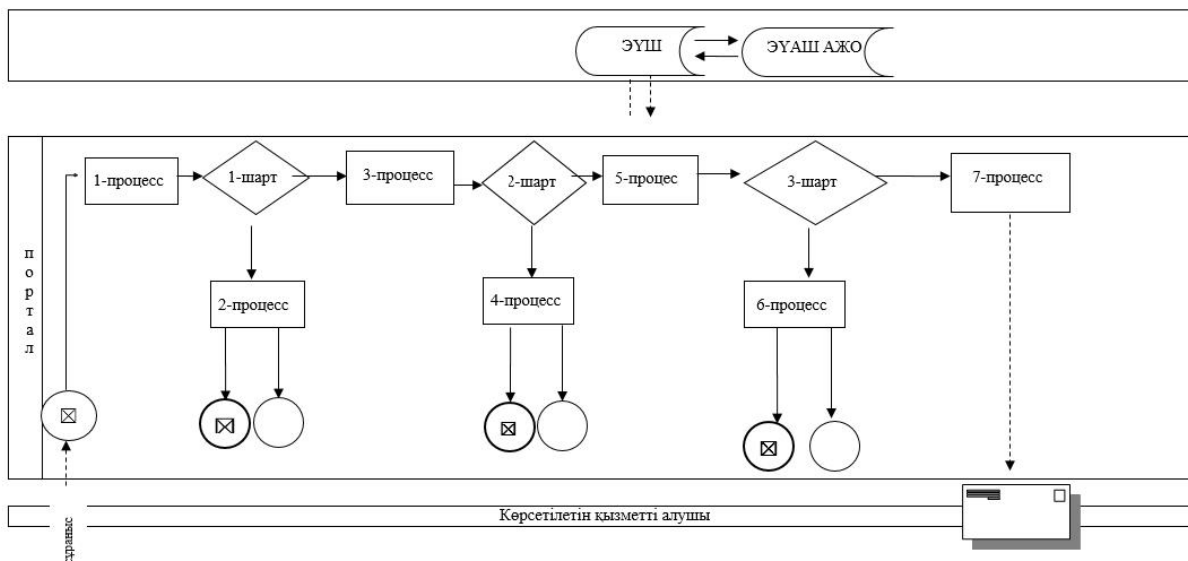 ЭҮШ
ЭҮАШ АЖО
портал
1-процесс
1-шарт
3-процесс
2-шарт
5-процес
3-шарт
7-процесс
2-процесс
4-процесс
6-процесс
Көрсетілетін қызметті алушы